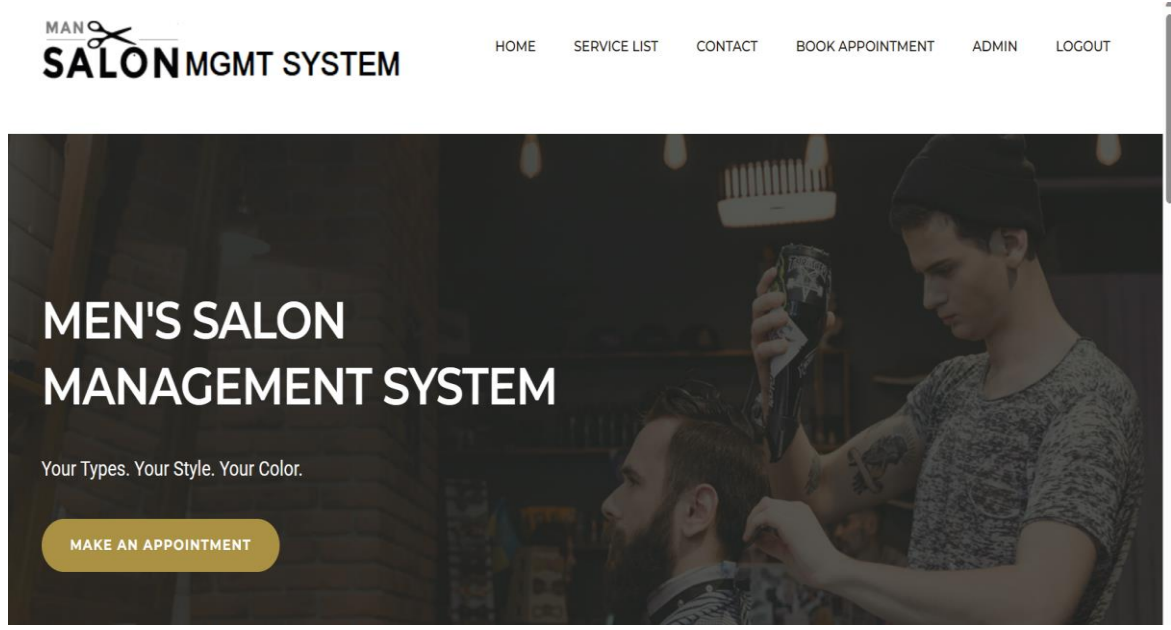 MAN
SALON MGMT SYSTEM
HOME SERVICE LIST CONTACT BOOK APPOINTMENT ADMIN LOGOUT
MEN'S SALON
MANAGEMENT SYSTEM
Your Types. Your Style. Your Color.
MAKE AN APPOINTMENT